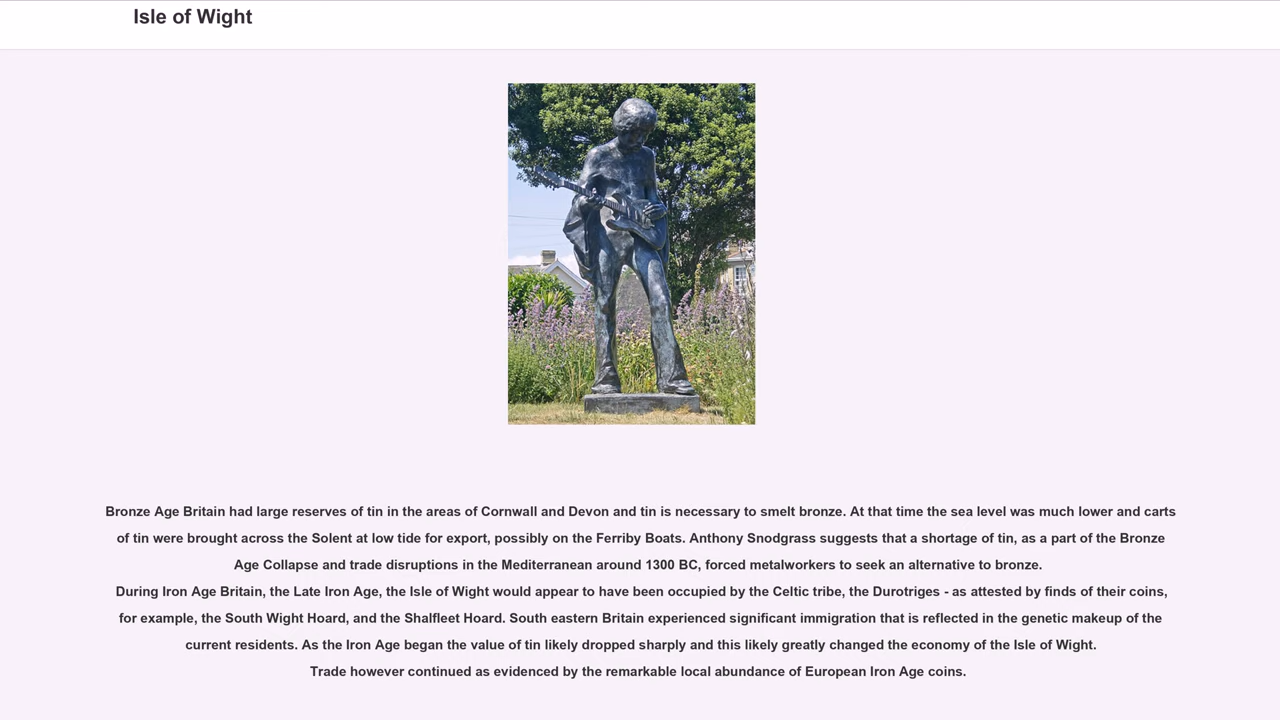 Isle of Wight
Bronze Age Britain had large reserves of tin in the areas of Cornwall and Devon and tin is necessary to smelt bronze. At that time the sea level was much lower and carts
of tin were brought across the Solent at low tide for export, possibly on the Ferriby Boats. Anthony Snodgrass suggests that a shortage of tin, as a part of the Bronze
Age Collapse and trade disruptions in the Mediterranean around 1300 BC, forced metalworkers to seek an alternative to bronze.
During Iron Age Britain, the Late Iron Age, the Isle of Wight would appear to have been occupied by the Celtic tribe, the Durotriges - as attested by finds of their coins,
for example, the South Wight Hoard, and the Shalfleet Hoard. South eastern Britain experienced significant immigration that is reflected in the genetic makeup of the
current residents. As the Iron Age began the value of tin likely dropped sharply and this likely greatly changed the economy of the Isle of Wight.
Trade however continued as evidenced by the remarkable local abundance of European Iron Age coins.